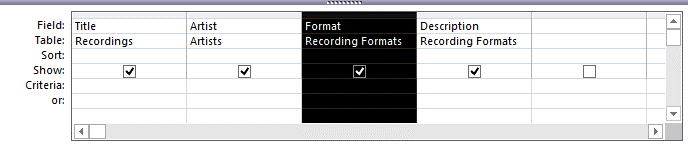 Field: Title Artist Format Description
Table: Recordings Artists Recording Formats Recording Formats
Sort:
Show:
Criteria:
or: